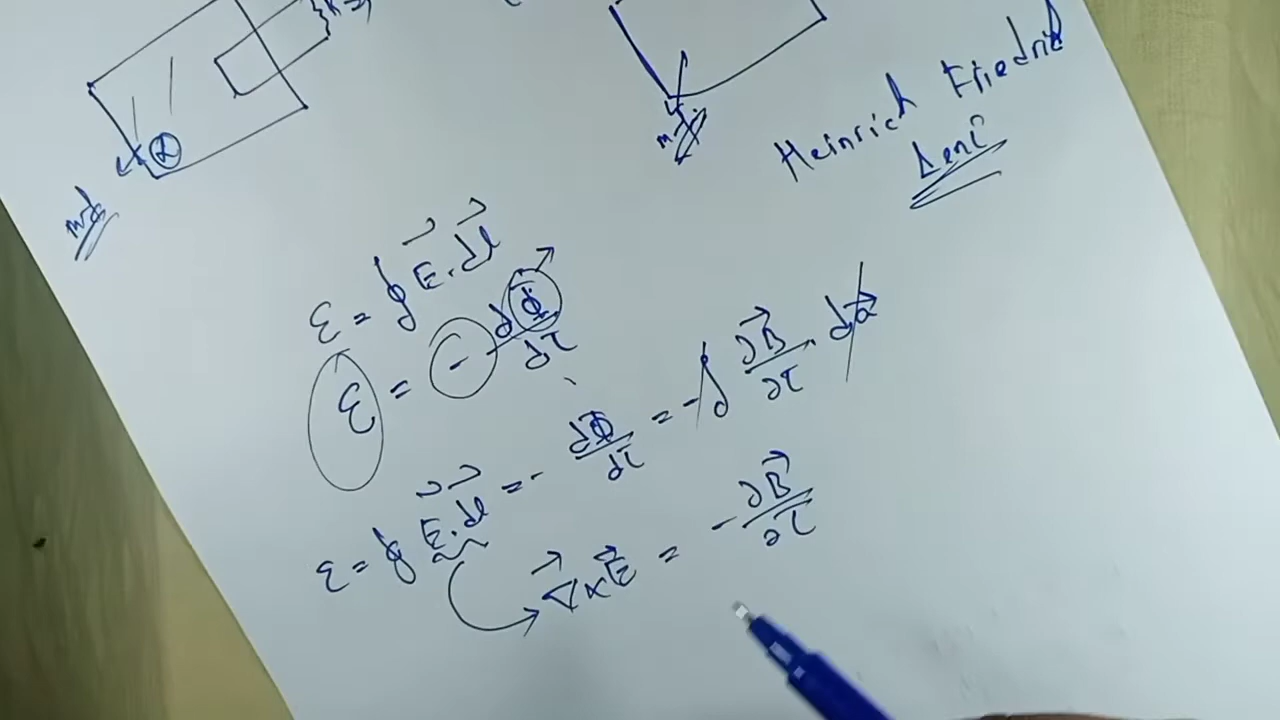 Heinrich Friedrich
Lenz
ε = ∮ E⃗ . dl⃗
ε = - dΦ/dt
ε = ∮ E⃗ . dl⃗ = - dΦ/dt = - ∫ ∂B⃗/∂t . da⃗
∇⃗ × E⃗ = - ∂B⃗/∂t